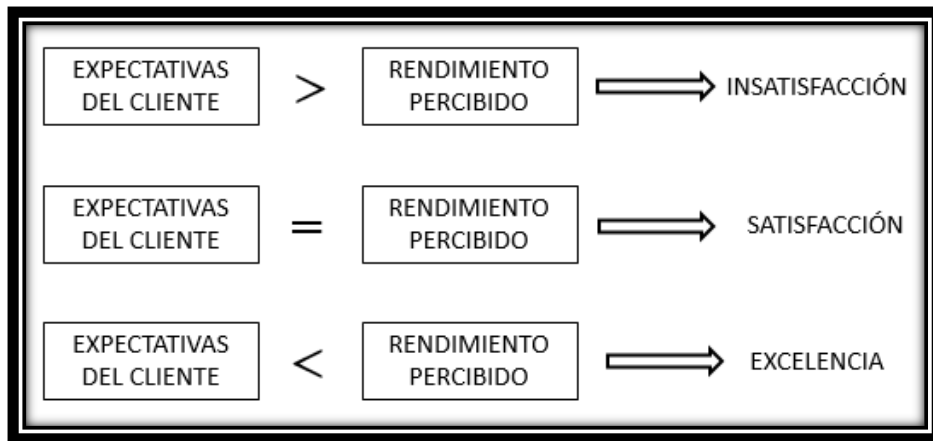 EXPECTATIVAS
DEL CLIENTE
>
RENDIMIENTO
PERCIBIDO
INSATISFACCIÓN
EXPECTATIVAS
DEL CLIENTE
=
RENDIMIENTO
PERCIBIDO
SATISFACCIÓN
EXPECTATIVAS
DEL CLIENTE
<
RENDIMIENTO
PERCIBIDO
EXCELENCIA